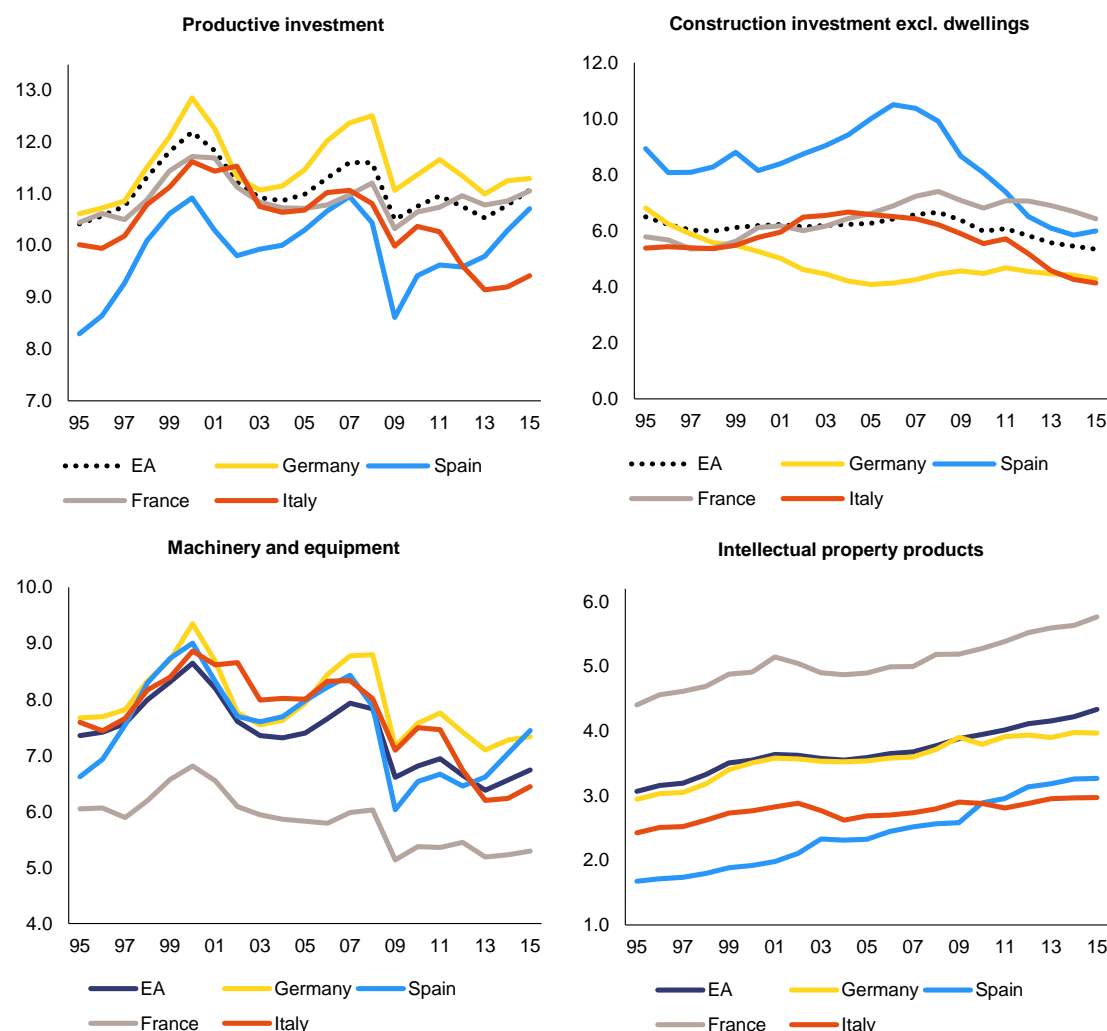 Productive investment
13.0
12.0
11.0
10.0
9.0
8.0
7.0
95 97 99 01 03 05 07 09 11 13 15
EA Germany Spain
France Italy
Construction investment excl. dwellings
12.0
10.0
8.0
6.0
4.0
2.0
0.0
95 97 99 01 03 05 07 09 11 13 15
EA Germany Spain
France Italy
Machinery and equipment
10.0
9.0
8.0
7.0
6.0
5.0
4.0
95 97 99 01 03 05 07 09 11 13 15
EA Germany Spain
France Italy
Intellectual property products
6.0
5.0
4.0
3.0
2.0
1.0
95 97 99 01 03 05 07 09 11 13 15
EA Germany Spain
France Italy